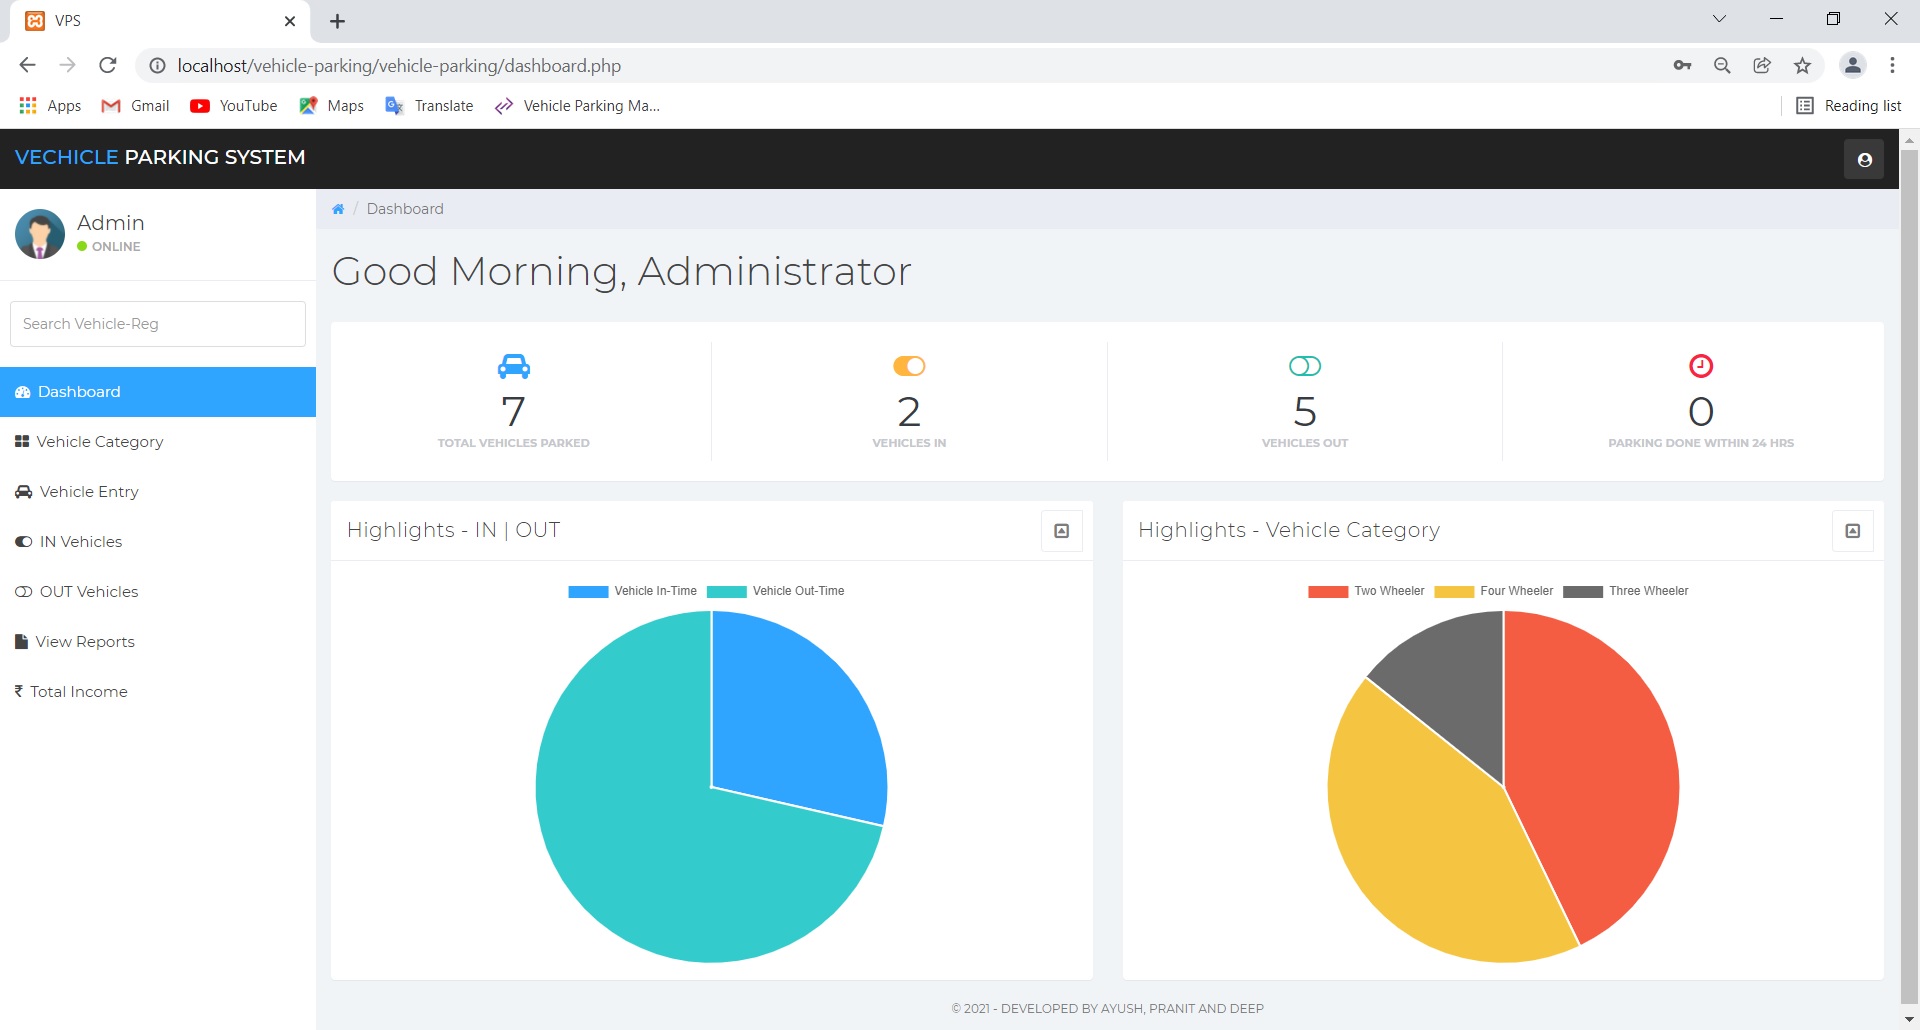 VPS
localhost/vehicle-parking/vehicle-parking/dashboard.php
Apps Gmail YouTube Maps Translate Vehicle Parking Ma... Reading list
VECHICLE PARKING SYSTEM
Admin
ONLINE
Search Vehicle-Reg
Dashboard
Vehicle Category
Vehicle Entry
IN Vehicles
OUT Vehicles
View Reports
₹ Total Income
/ Dashboard
Good Morning, Administrator
7
TOTAL VEHICLES PARKED
2
VEHICLES IN
5
VEHICLES OUT
0
PARKING DONE WITHIN 24 HRS
Highlights - IN | OUT
Vehicle In-Time Vehicle Out-Time
Highlights - Vehicle Category
Two Wheeler Four Wheeler Three Wheeler
© 2021 - DEVELOPED BY AYUSH, PRANIT AND DEEP